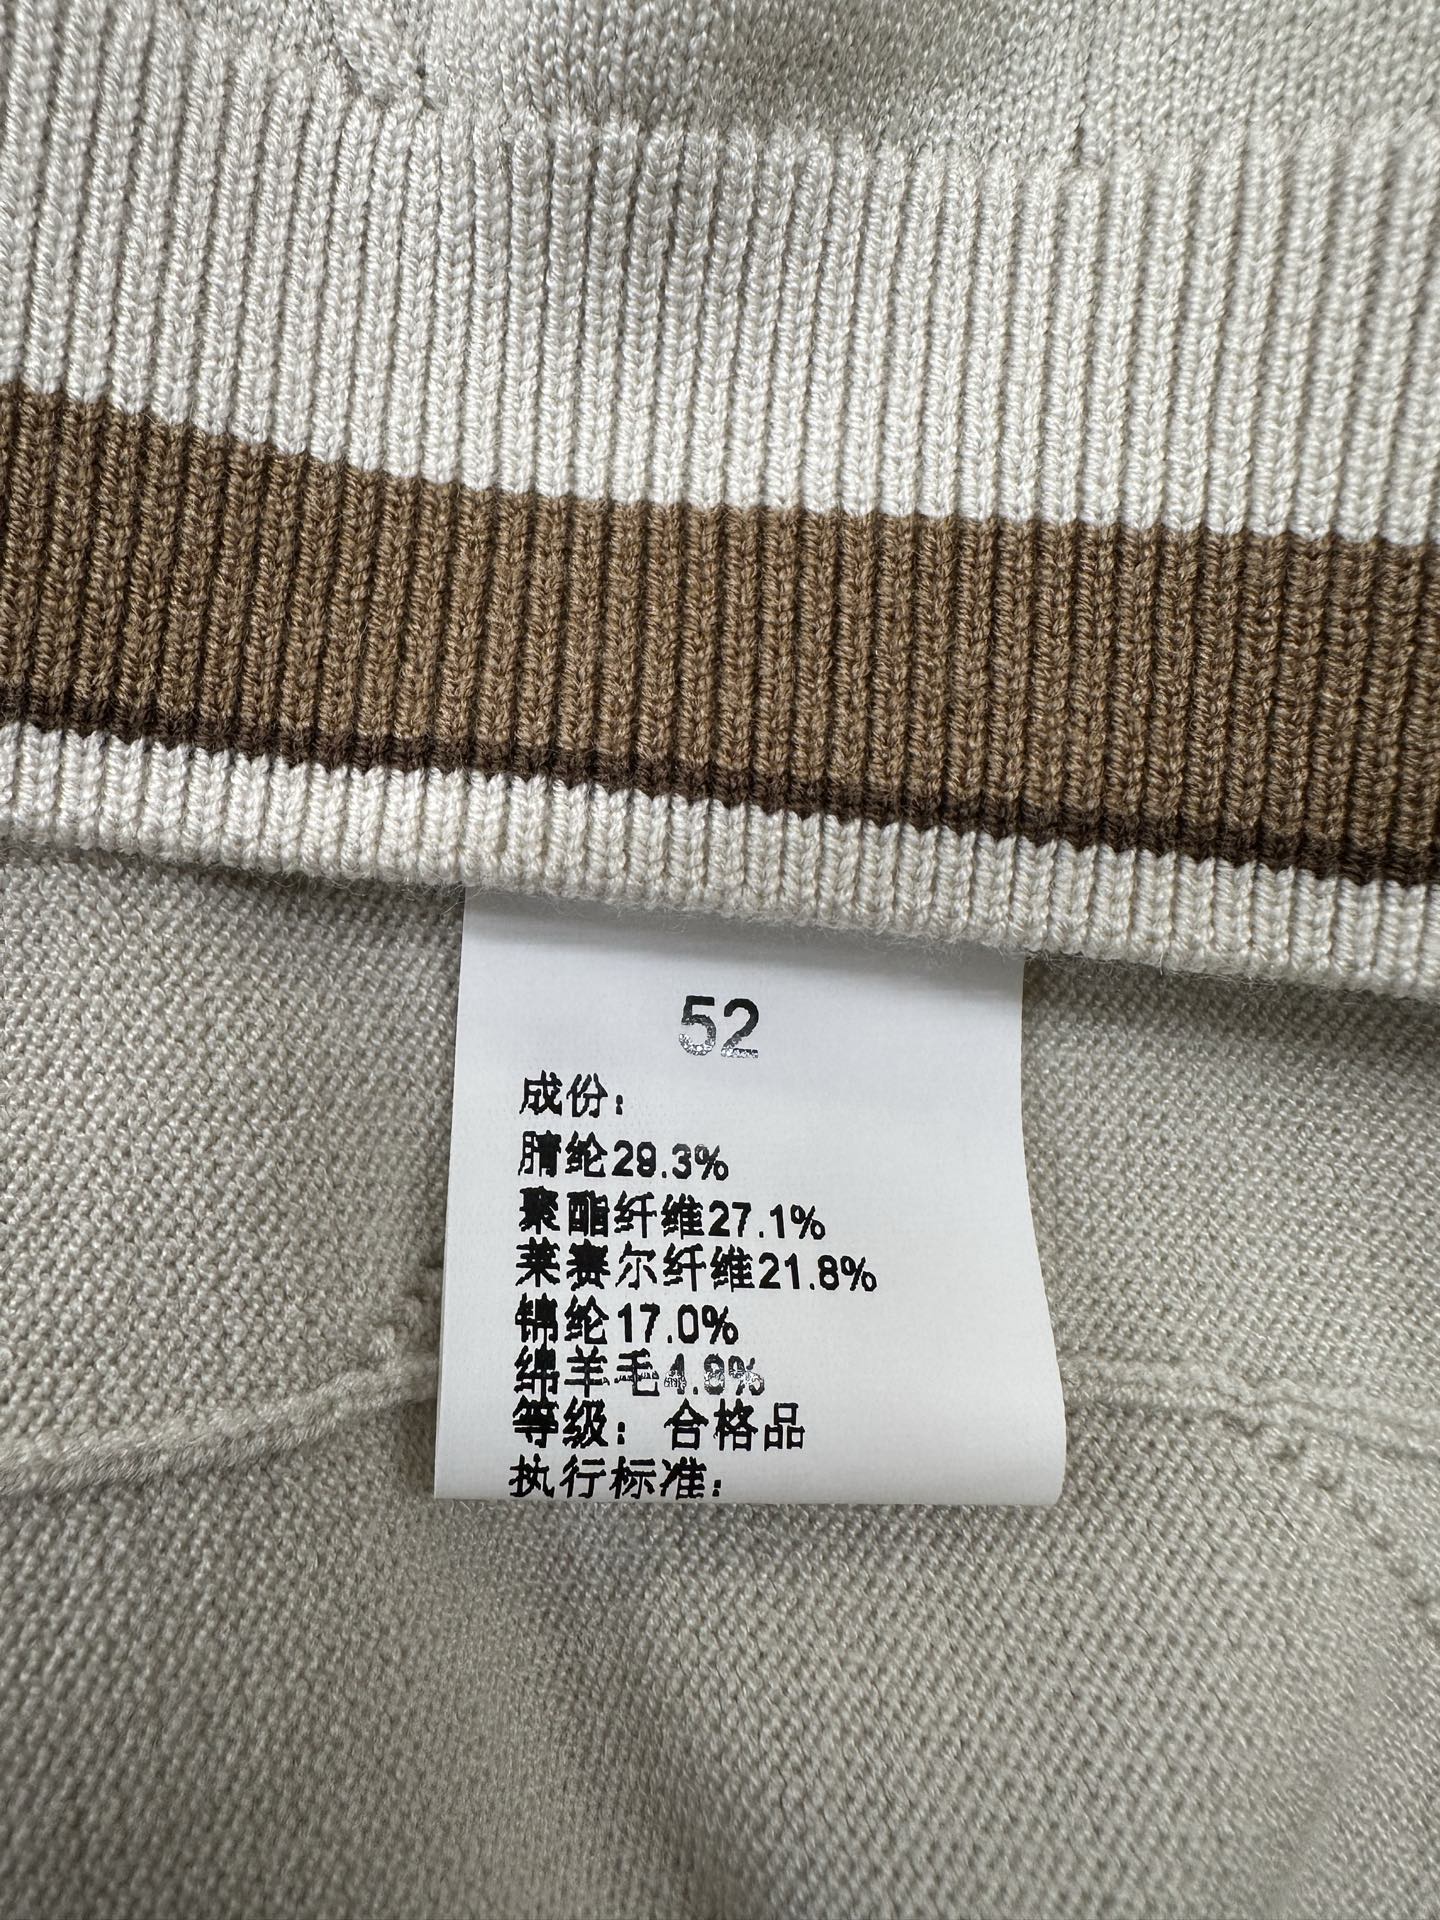 52
成份：
腈纶29.3%
聚酯纤维27.1%
莱赛尔纤维21.8%
锦纶17.0%
绵羊毛4.8%
等级：合格品
执行标准：